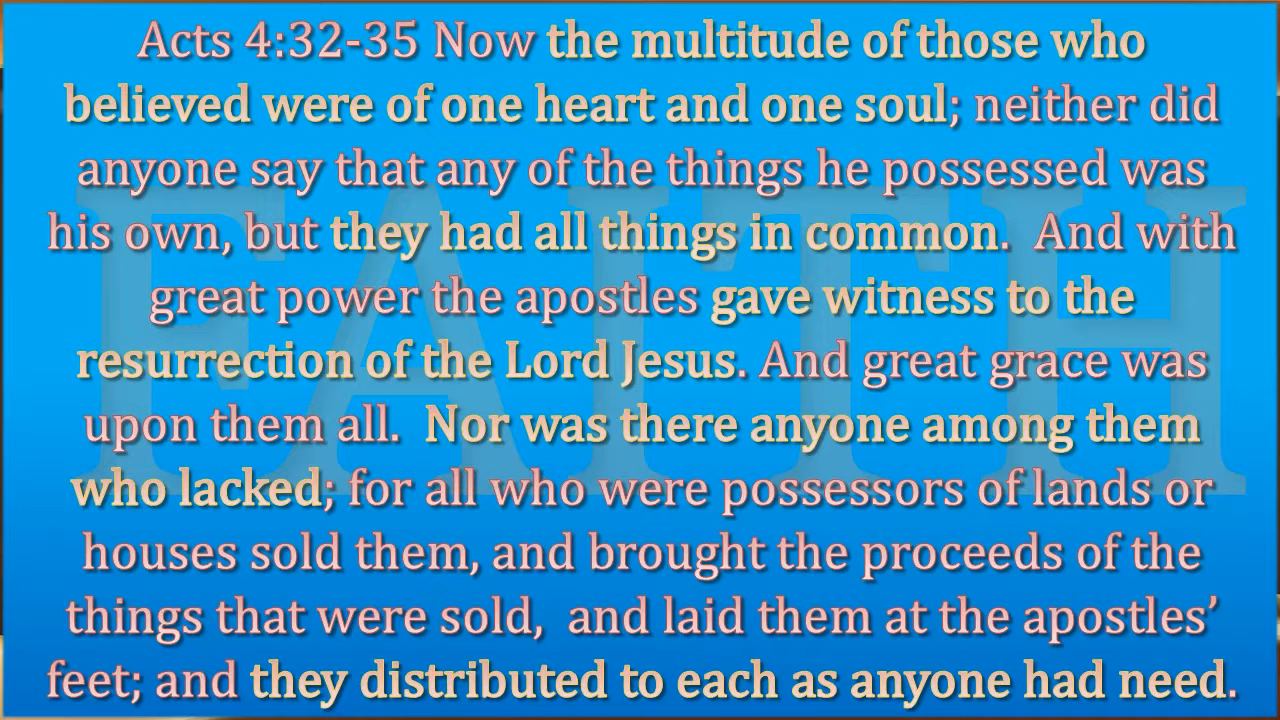 Acts 4:32-35 Now the multitude of those who
believed were of one heart and one soul; neither did
anyone say that any of the things he possessed was
his own, but they had all things in common.  And with
great power the apostles gave witness to the
resurrection of the Lord Jesus. And great grace was
upon them all.  Nor was there anyone among them
who lacked; for all who were possessors of lands or
houses sold them, and brought the proceeds of the
things that were sold,  and laid them at the apostles’
feet; and they distributed to each as anyone had need.
FAITH